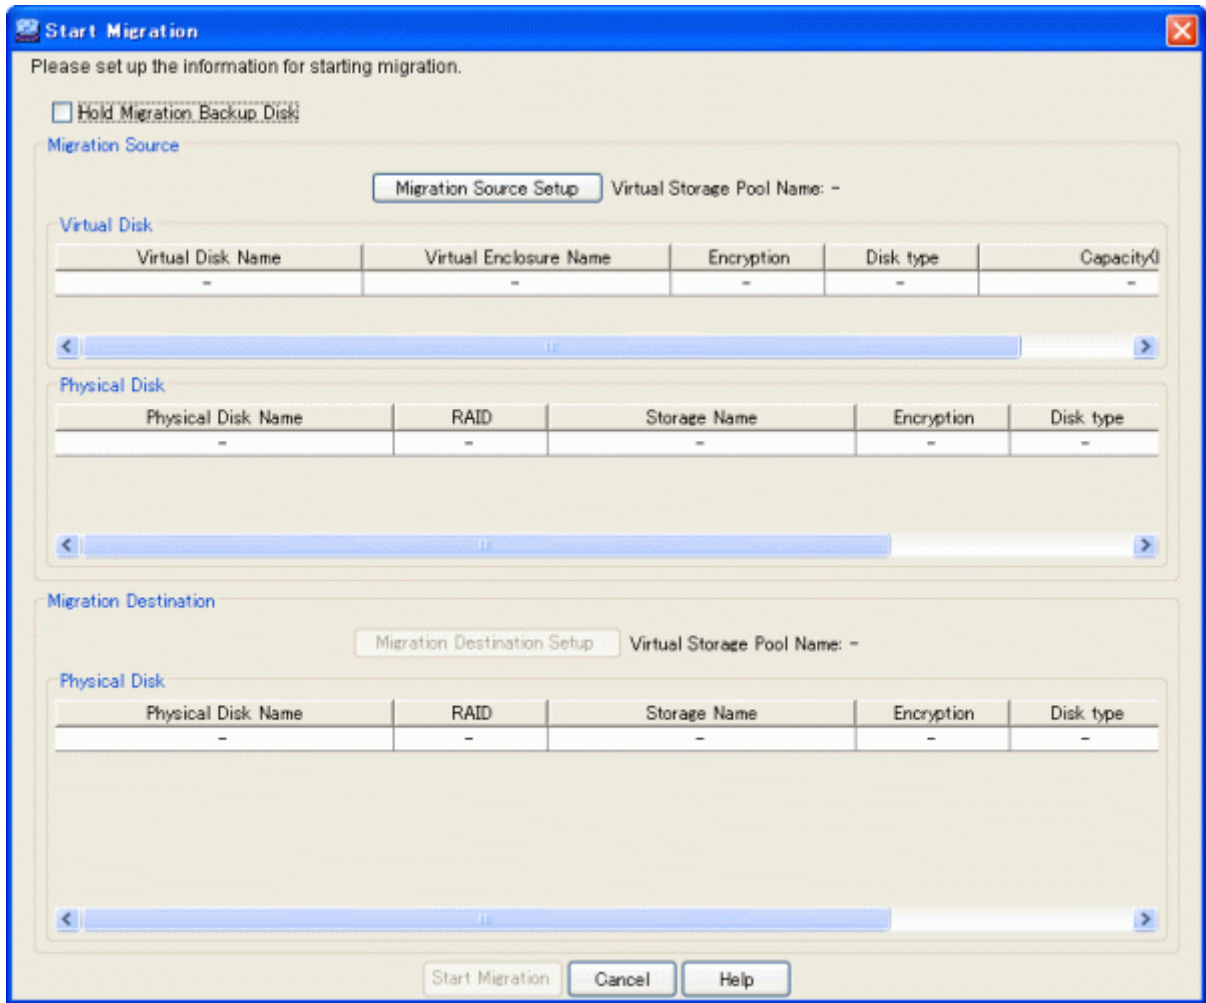 Start Migration
Please set up the information for starting migration.
Hold Migration Backup Disk
Migration Source
Migration Source Setup Virtual Storage Pool Name: -
Virtual Disk
Virtual Disk Name Virtual Enclosure Name Encryption Disk type Capacity(
- - - - -
Physical Disk
Physical Disk Name RAID Storage Name Encryption Disk type
- - - - -
Migration Destination
Migration Destination Setup Virtual Storage Pool Name: -
Physical Disk
Physical Disk Name RAID Storage Name Encryption Disk type
- - - - -
Start Migration Cancel Help